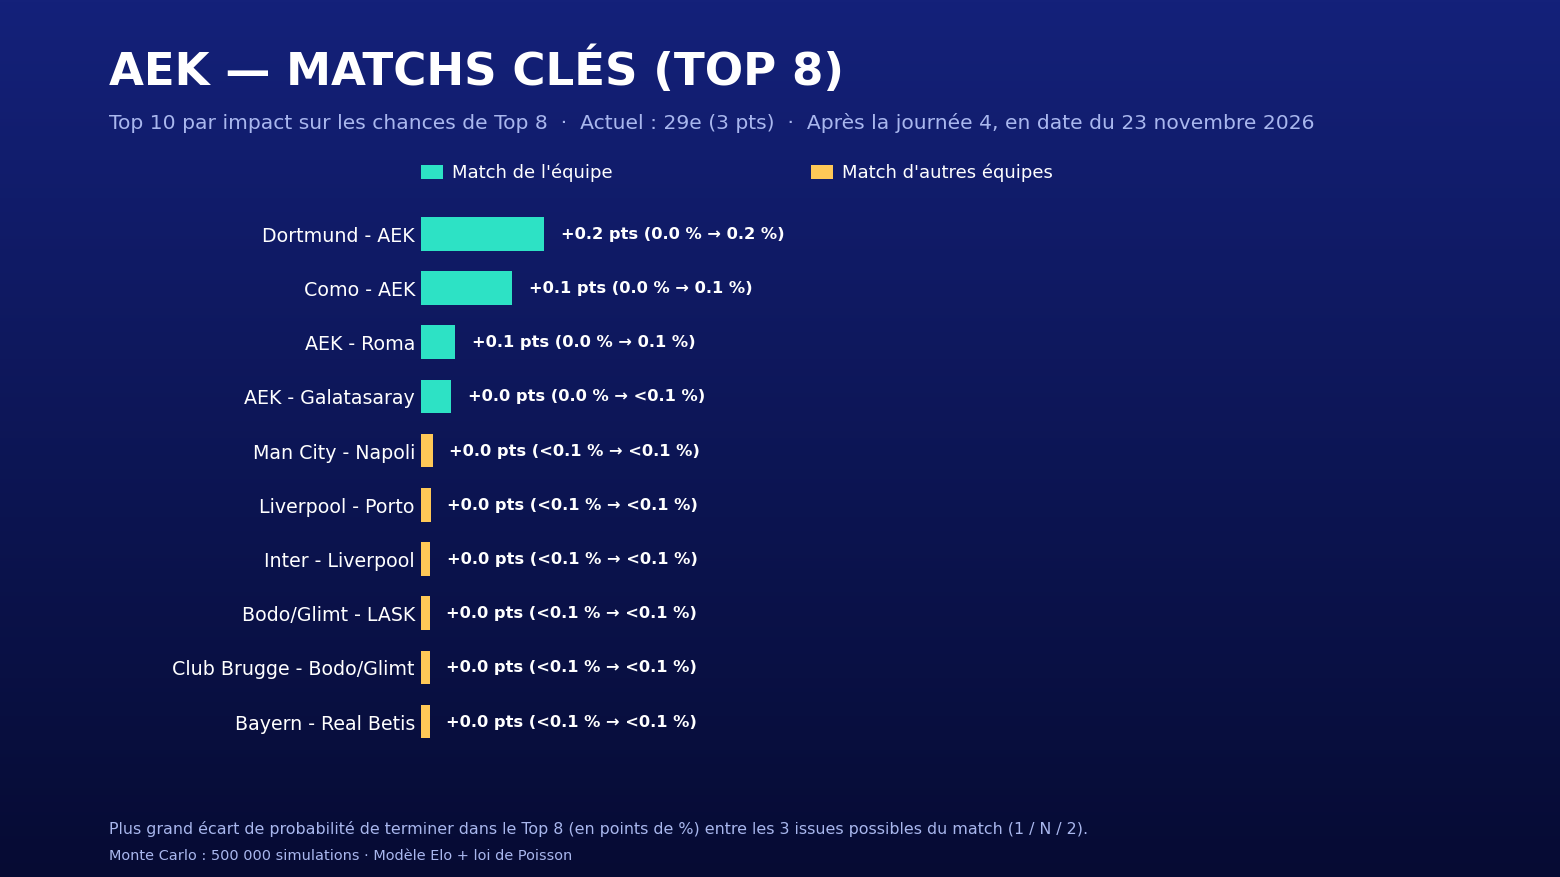 AEK — MATCHS CLÉS (TOP 8)
Top 10 par impact sur les chances de Top 8 · Actuel : 29e (3 pts) · Après la journée 4, en date du 23 novembre 2026
Match de l'équipe
Match d'autres équipes
Dortmund - AEK +0.2 pts (0.0 % → 0.2 %)
Como - AEK +0.1 pts (0.0 % → 0.1 %)
AEK - Roma +0.1 pts (0.0 % → 0.1 %)
AEK - Galatasaray +0.0 pts (0.0 % → <0.1 %)
Man City - Napoli +0.0 pts (<0.1 % → <0.1 %)
Liverpool - Porto +0.0 pts (<0.1 % → <0.1 %)
Inter - Liverpool +0.0 pts (<0.1 % → <0.1 %)
Bodo/Glimt - LASK +0.0 pts (<0.1 % → <0.1 %)
Club Brugge - Bodo/Glimt +0.0 pts (<0.1 % → <0.1 %)
Bayern - Real Betis +0.0 pts (<0.1 % → <0.1 %)
Plus grand écart de probabilité de terminer dans le Top 8 (en points de %) entre les 3 issues possibles du match (1 / N / 2).
Monte Carlo : 500 000 simulations · Modèle Elo + loi de Poisson